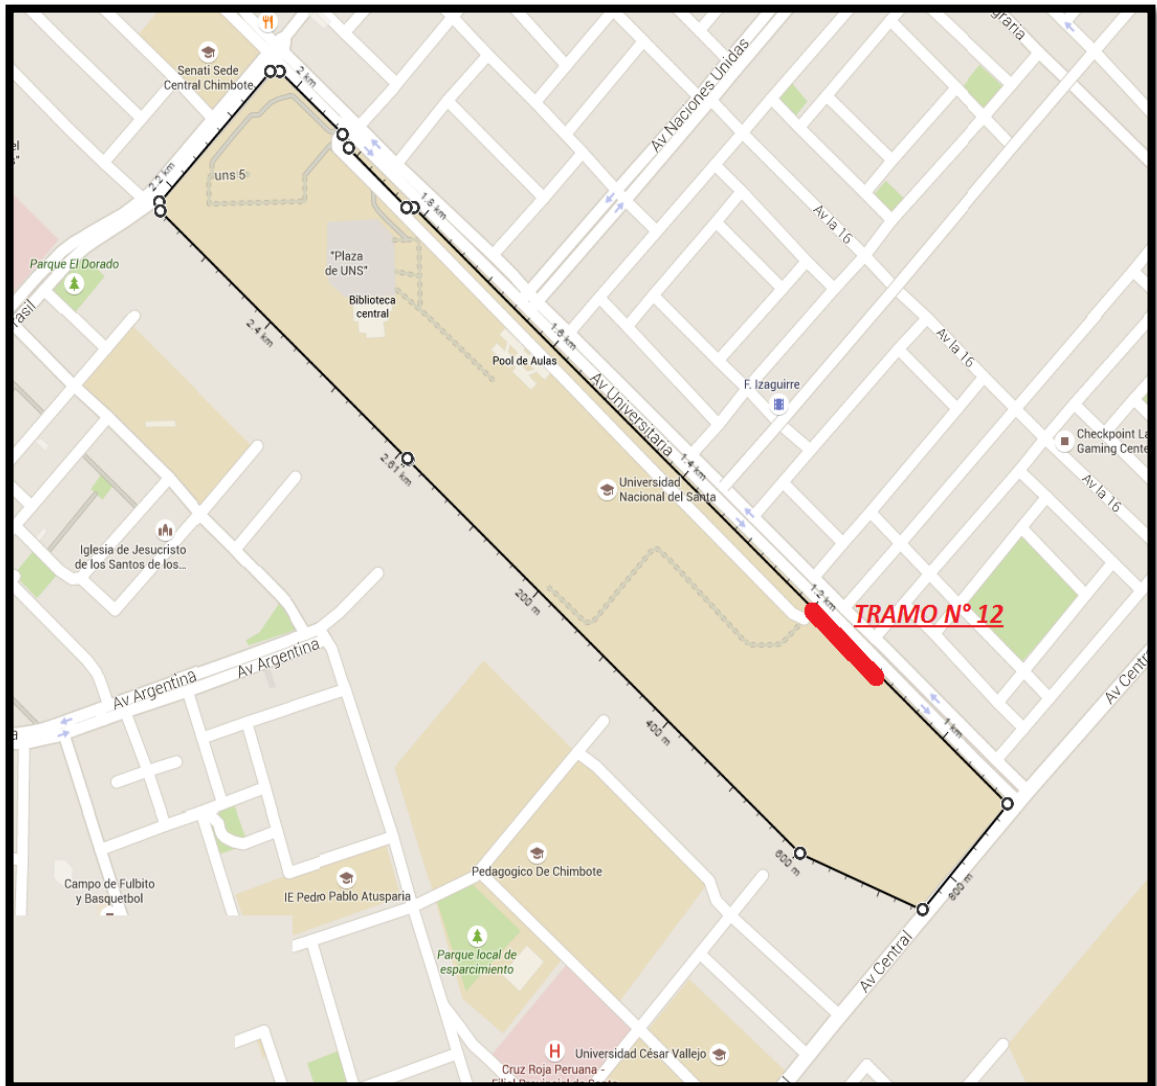 Senati Sede
Central Chimbote
2 km
Av Naciones Unidas
2.2 km
uns 5
1.8 km
Av la 16
Parque El Dorado
"Plaza
de UNS"
Biblioteca
central
2.4 km
1.6 km
Pool de Aulas
Av la 16
F. Izaguirre
Av Universitaria
Checkpoint La
Gaming Cente
2.61 km
1.4 km
Universidad
Nacional del Santa
Av la 16
Iglesia de Jesucristo
de los Santos de los...
200 m
1.2 km
TRAMO N° 12
Av Argentina
Av Argentina
Av Centr
400 m
1 km
600 m
Pedagogico De Chimbote
800 m
Campo de Fulbito
y Basquetbol
IE Pedro Pablo Atusparia
Parque local de
esparcimiento
Av Central
H
Universidad César Vallejo
Cruz Roja Peruana -